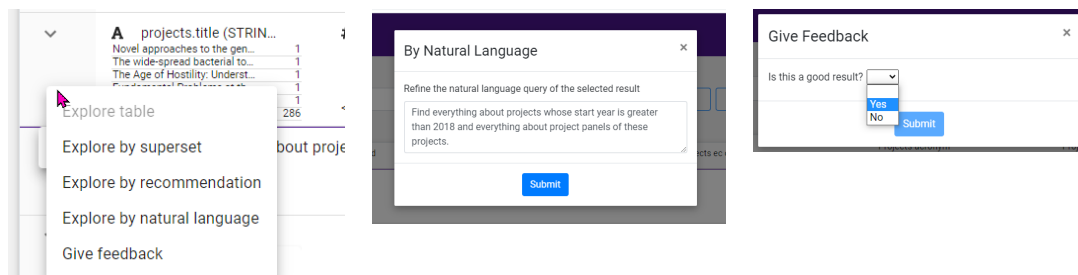 A projects.title (STRIN...
Novel approaches to the gen... 1
The wide-spread bacterial to... 1
The Age of Hostility: Underst... 1
1
286
Explore table
Explore by superset
bout proje
Explore by recommendation
Explore by natural language
Give feedback
By Natural Language ×
Refine the natural language query of the selected result
Find everything about projects whose start year is greater
than 2018 and everything about project panels of these
projects.
Submit
ects ec
Give Feedback ×
Is this a good result?
Yes
No
Submit
Projects acronym